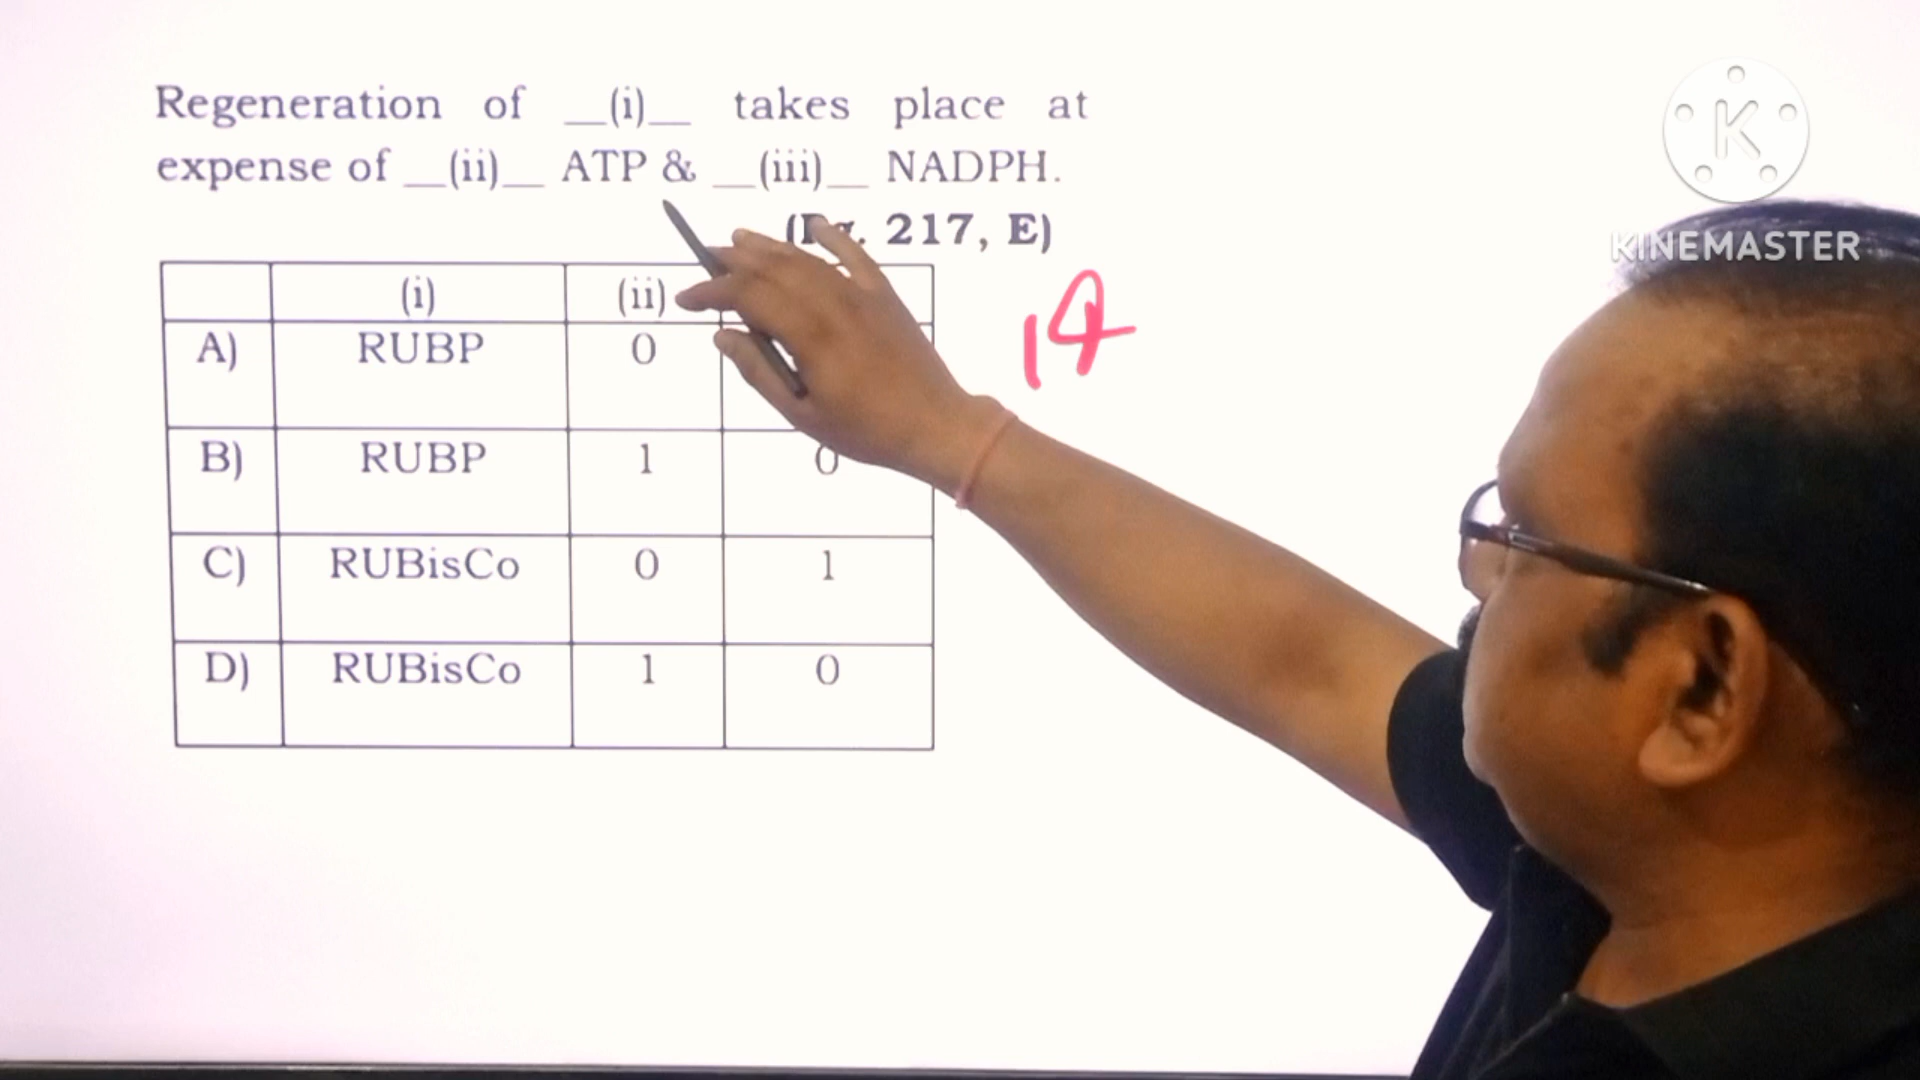 Regeneration of __(i)__ takes place at
expense of __(ii)__ ATP & __(iii)__ NADPH.
217, E)
(i) (ii)
A) RUBP 0
B) RUBP 1 0
C) RUBisCo 0 1
D) RUBisCo 1 0
14
K
KINEMASTER